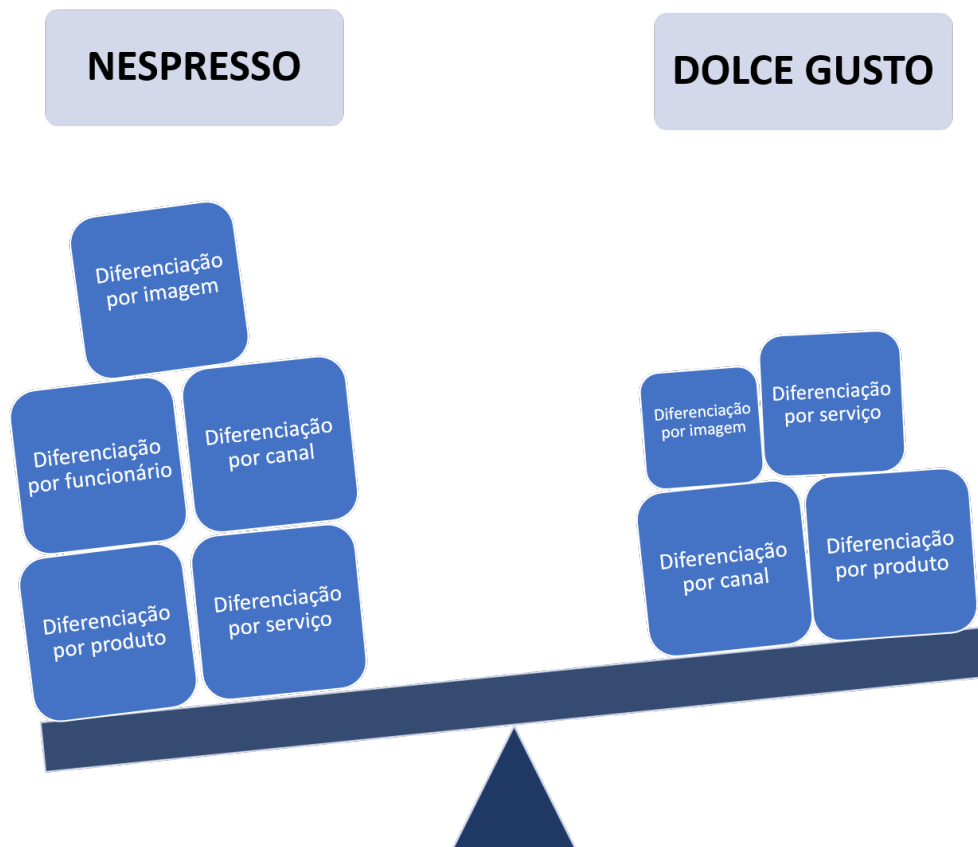 NESPRESSO
DOLCE GUSTO
Diferenciação
por imagem
Diferenciação
por funcionário
Diferenciação
por canal
Diferenciação
por produto
Diferenciação
por serviço
Diferenciação
por imagem
Diferenciação
por serviço
Diferenciação
por canal
Diferenciação
por produto